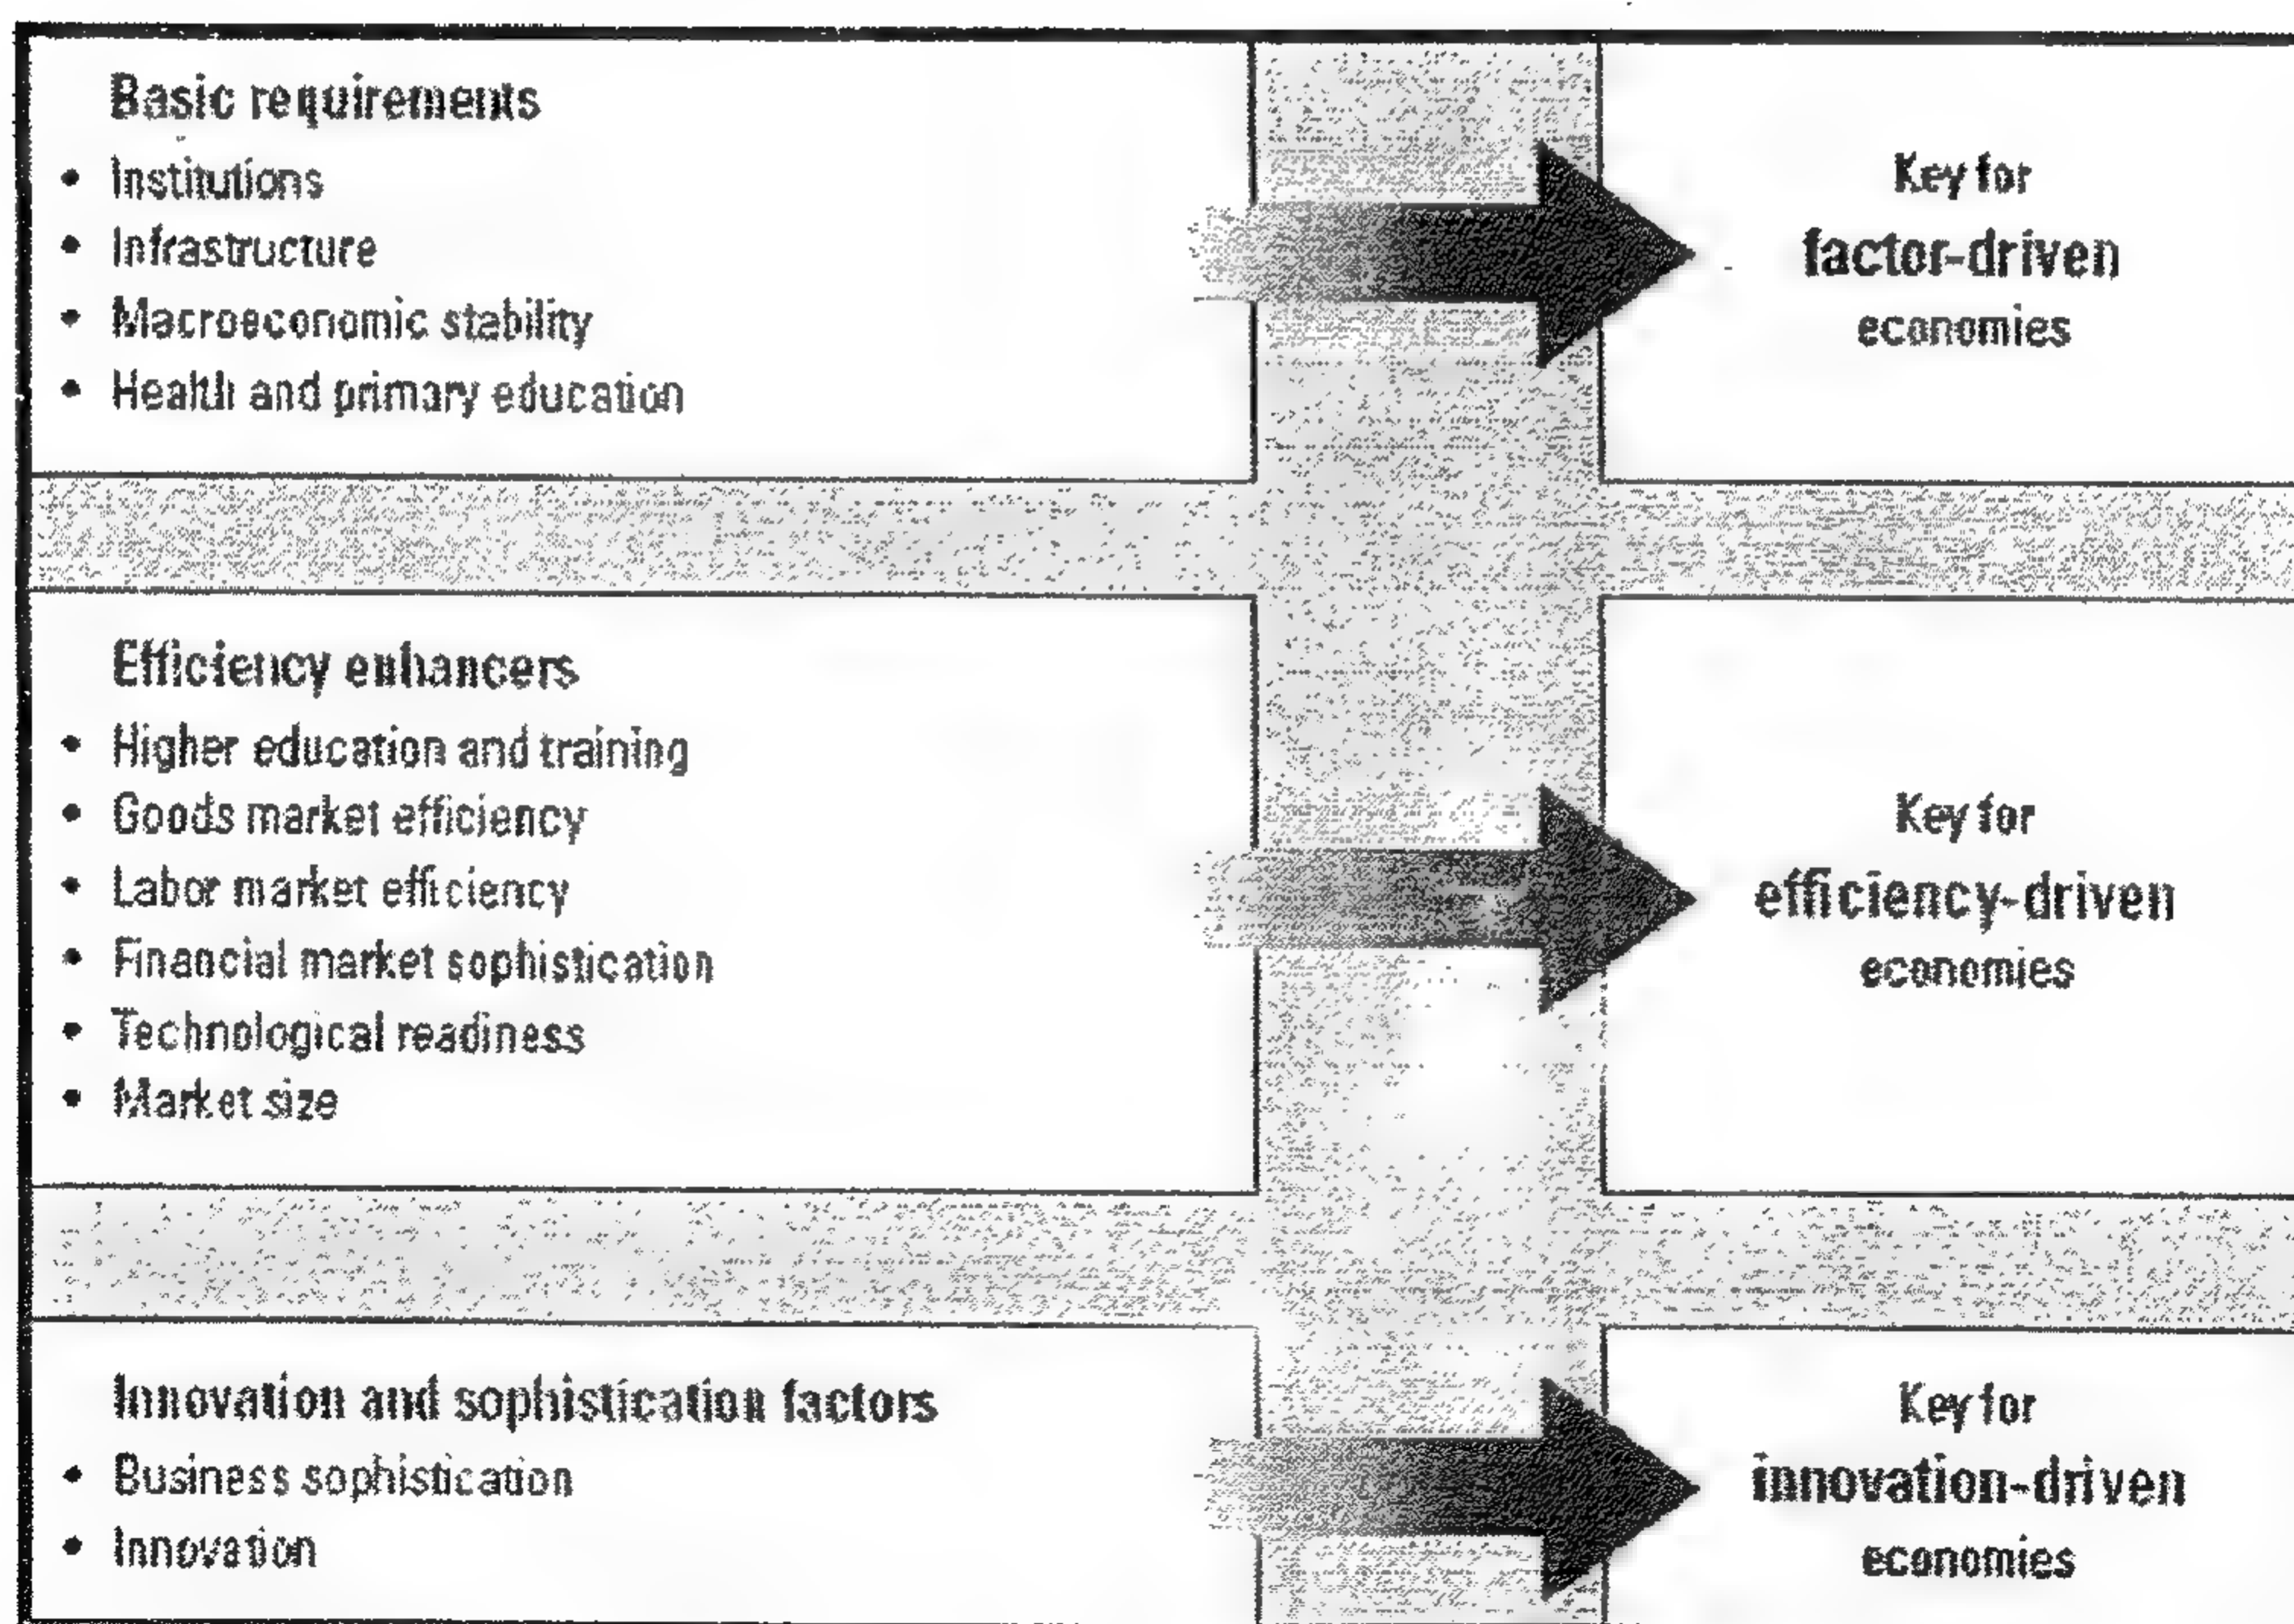 Basic requirements
• Institutions
• Infrastructure
• Macroeconomic stability
• Health and primary education
Key for
factor-driven
economies
Efficiency enhancers
• Higher education and training
• Goods market efficiency
• Labor market efficiency
• Financial market sophistication
• Technological readiness
• Market size
Key for
efficiency-driven
economies
Innovation and sophistication factors
• Business sophistication
• Innovation
Key for
innovation-driven
economies